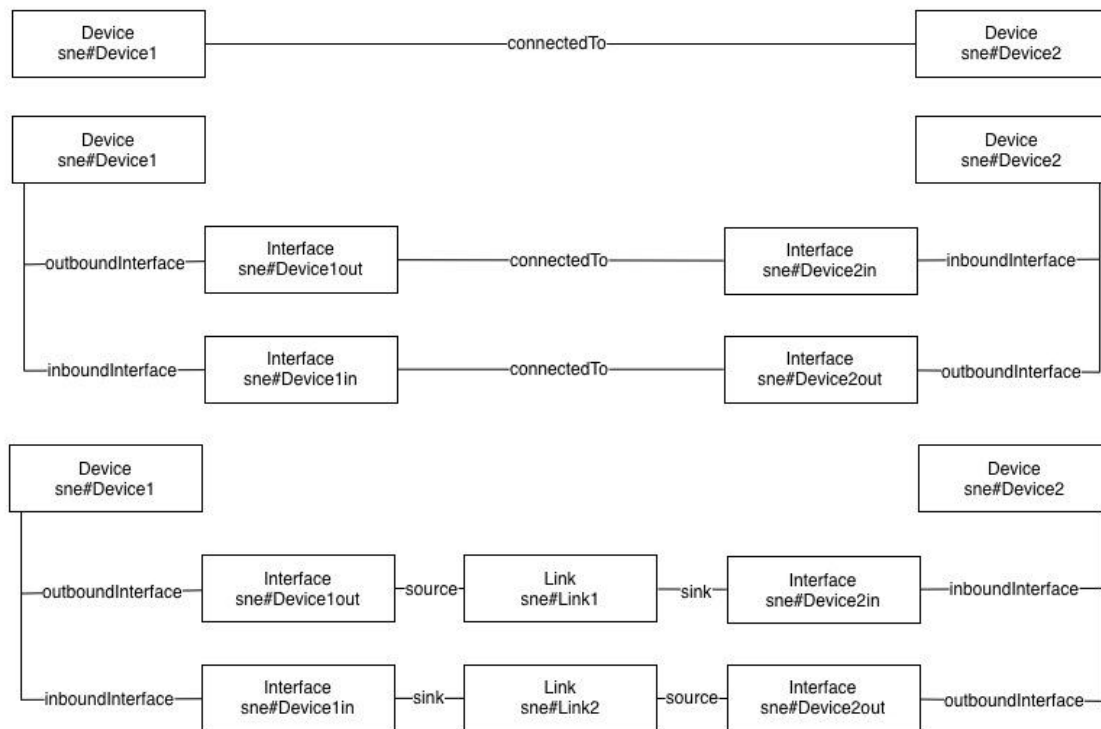 Device
sne#Device1
connectedTo
Device
sne#Device2
Device
sne#Device1
Device
sne#Device2
outboundInterface
Interface
sne#Device1out
connectedTo
Interface
sne#Device2in
inboundInterface
inboundInterface
Interface
sne#Device1in
connectedTo
Interface
sne#Device2out
outboundInterface
Device
sne#Device1
Device
sne#Device2
outboundInterface
Interface
sne#Device1out
source
Link
sne#Link1
sink
Interface
sne#Device2in
inboundInterface
inboundInterface
Interface
sne#Device1in
sink
Link
sne#Link2
source
Interface
sne#Device2out
outboundInterface